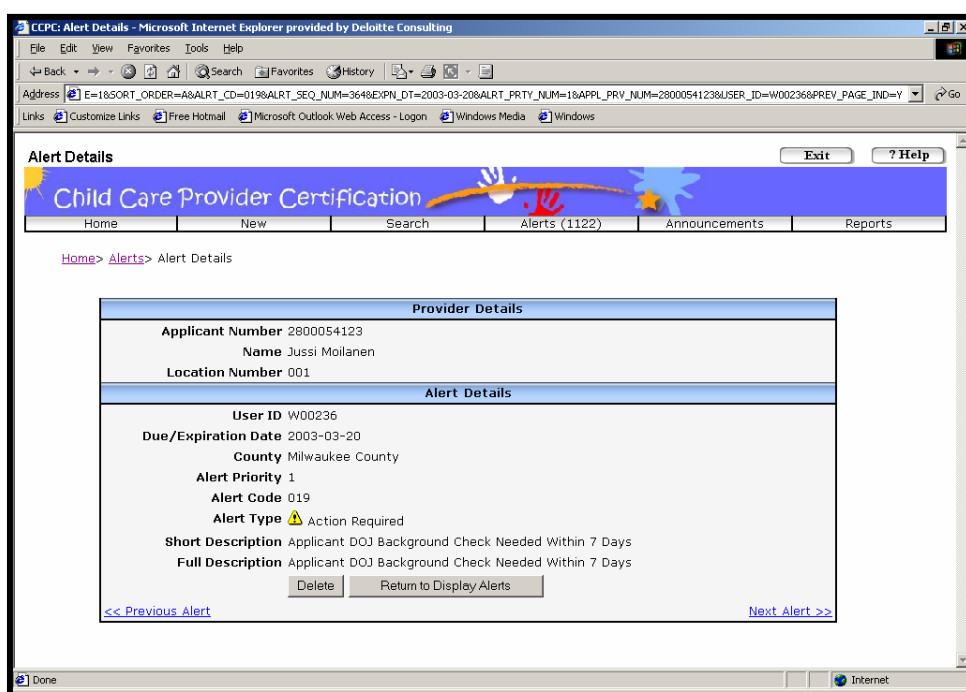 CCPC: Alert Details - Microsoft Internet Explorer provided by Deloitte Consulting
File Edit View Favorites Tools Help
Back Search Favorites History
Address E=1&SORT_ORDER=A&ALRT_CD=019&ALRT_SEQ_NUM=364&EXPN_DT=2003-03-20&ALRT_PRTY_NUM=1&APPL_PRV_NUM=2800054123&USER_ID=W00236&PREV_PAGE_IND=Y Go
Links Customize Links Free Hotmail Microsoft Outlook Web Access - Logon Windows Media Windows
Alert Details Exit ? Help
Child Care Provider Certification
Home New Search Alerts (1122) Announcements Reports
Home> Alerts> Alert Details
Provider Details
Applicant Number 2800054123
Name Jussi Moilanen
Location Number 001
Alert Details
User ID W00236
Due/Expiration Date 2003-03-20
County Milwaukee County
Alert Priority 1
Alert Code 019
Alert Type Action Required
Short Description Applicant DOJ Background Check Needed Within 7 Days
Full Description Applicant DOJ Background Check Needed Within 7 Days
Delete Return to Display Alerts
<< Previous Alert Next Alert >>
Done Internet